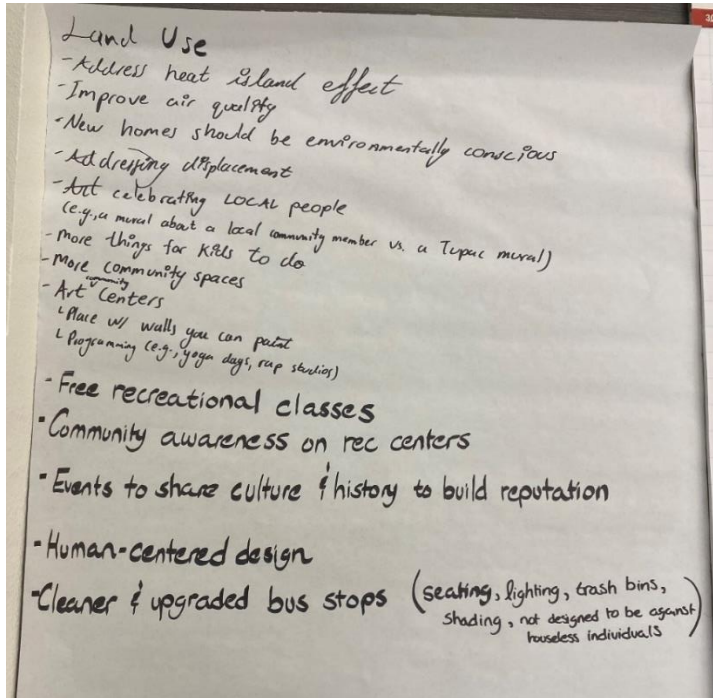 Land Use
-Address heat island effect
-Improve air quality
-New homes should be environmentally conscious
-Addressing displacement
-Art celebrating LOCAL people
(e.g., a mural about a local community member vs. a Tupac mural)
-more things for kids to do
-More community spaces
-Art community centers
└Place w/ walls you can paint
└Programming (e.g., yoga days, rap studios)
-Free recreational classes
-Community awareness on rec centers
-Events to share culture & history to build reputation
-Human-centered design
-Cleaner & upgraded bus stops (seating, lighting, trash bins,
shading, not designed to be against
houseless individuals)